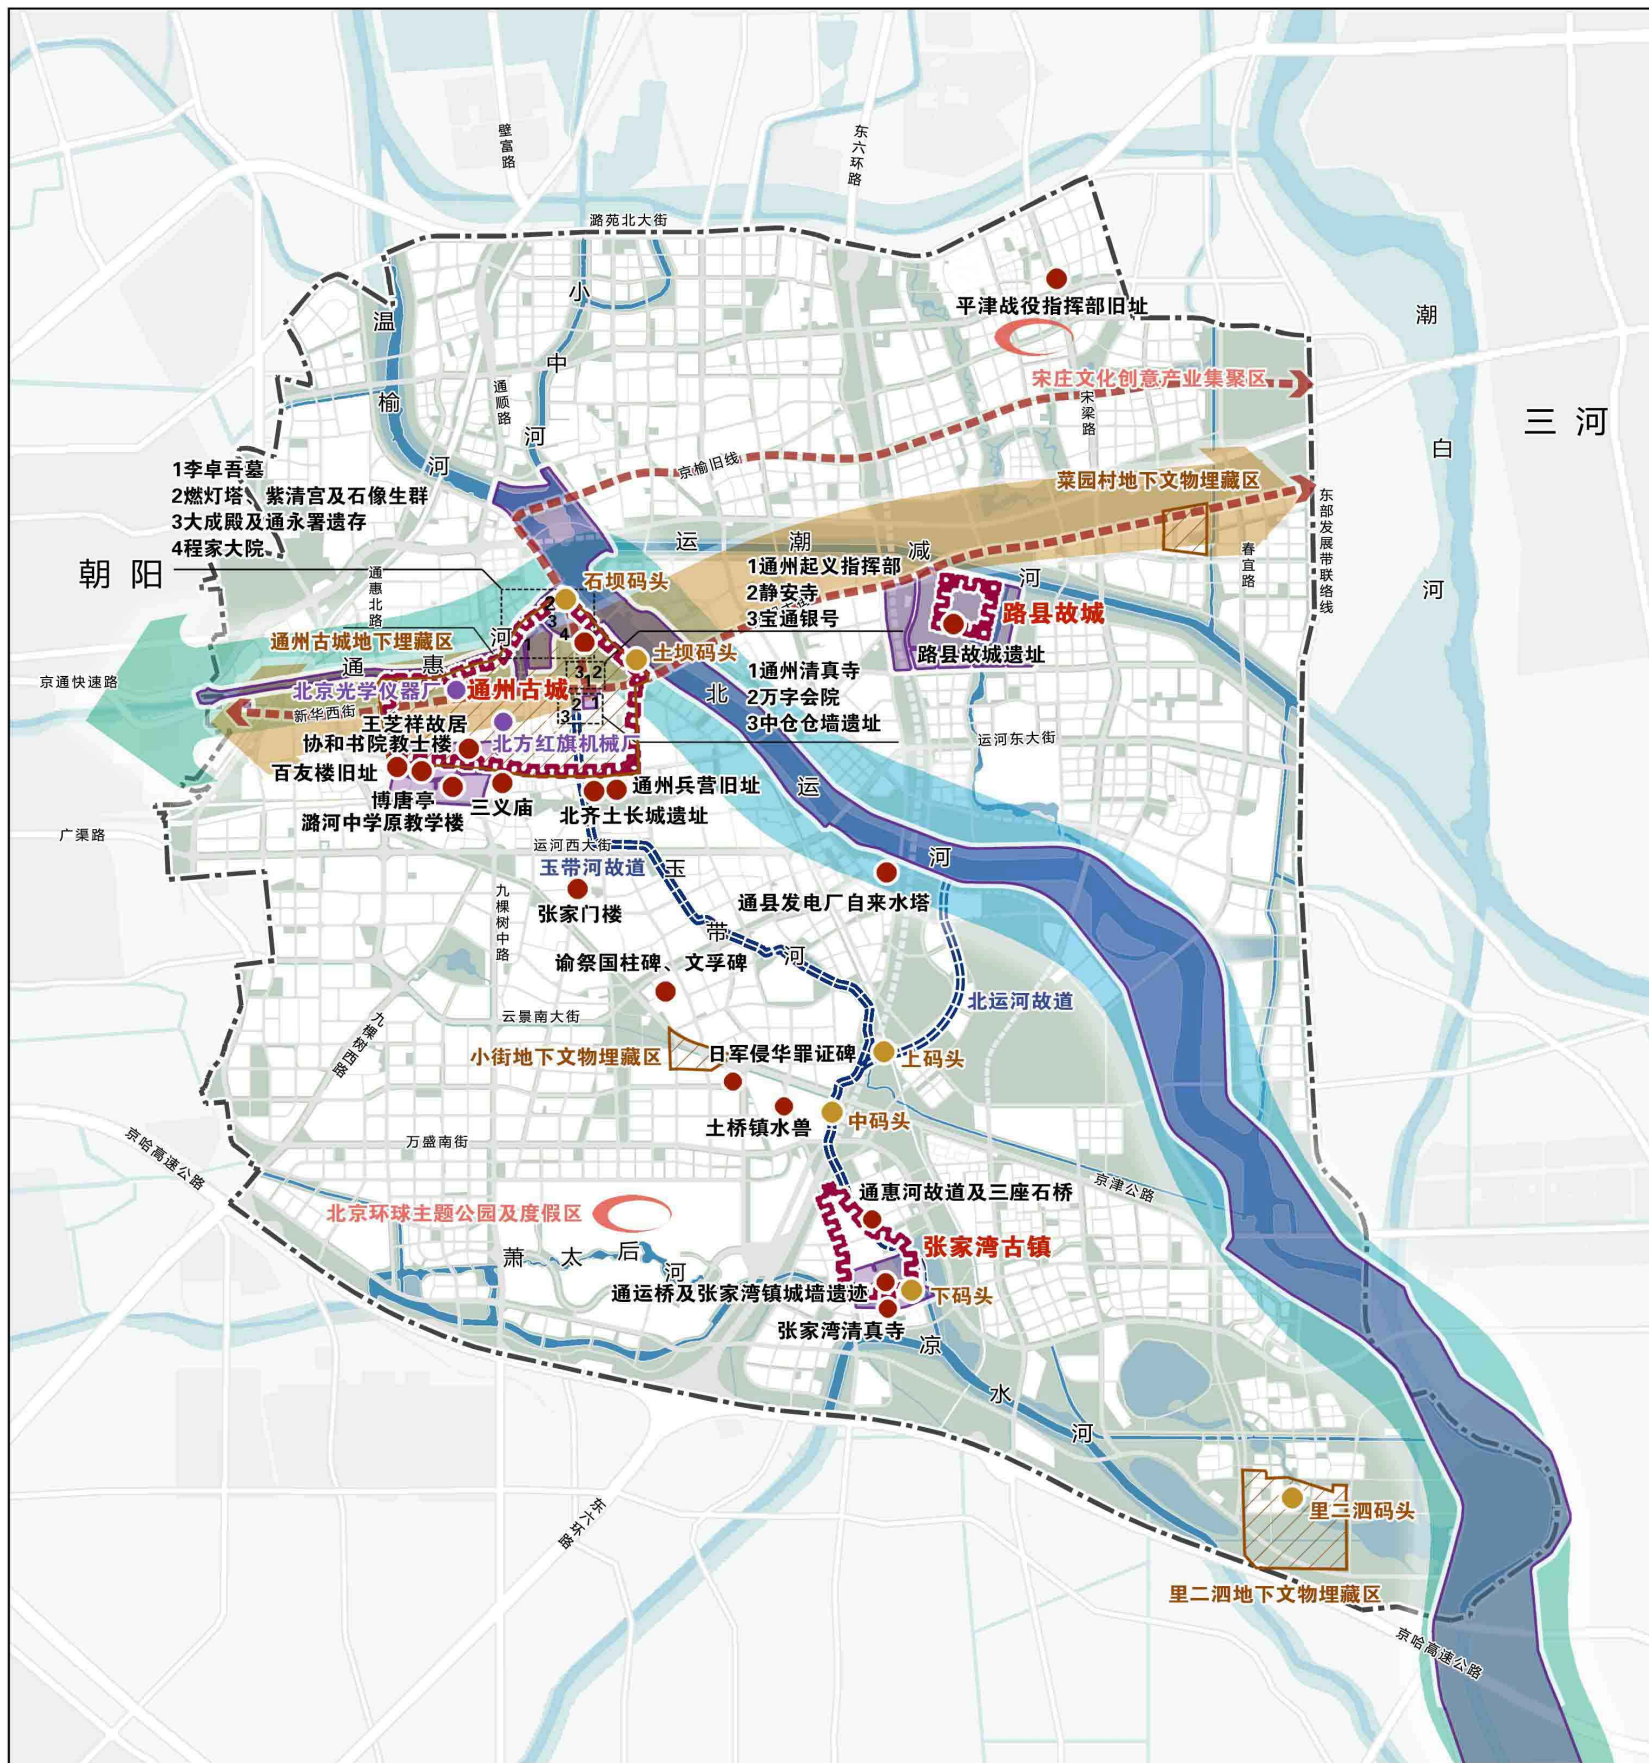 壁富路
东六环路
潞苑北大街
小
中
河
温
榆
河
潮
白
河
平津战役指挥部旧址
宋庄文化创意产业集聚区
宋梁路
三河
通顺路
京榆旧线
1李卓吾墓
2燃灯塔、紫清宫及石像生群
3大成殿及通永署遗存
4程家大院
菜园村地下文物埋藏区
东部发展带联络线
春宜路
朝阳
通惠北路
运
潮
减
河
石坝码头
1通州起义指挥部
2静安寺
3宝通银号
路县故城
路县故城遗址
2
3
4
1
通州古城地下埋藏区
河
通
惠
土坝码头
3 2
1
2 1
3
1通州清真寺
2万字会院
3中仓仓墙遗址
京通快速路
北京光学仪器厂
通州古城
新华西街
王芝祥故居
协和书院教士楼
北方红旗机械厂
百友楼旧址
博唐亭
三义庙
潞河中学原教学楼
通州兵营旧址
北齐土长城遗址
北
运
河
运河东大街
广渠路
运河西大街
玉带河故道
玉
带
河
九棵树中路
张家门楼
通县发电厂自来水塔
谕祭国柱碑、文孚碑
北运河故道
云景南大街
九棵树西路
小街地下文物埋藏区
日军侵华罪证碑
上码头
土桥镇水兽
中码头
万盛南街
京哈高速公路
京津公路
通惠河故道及三座石桥
北京环球主题公园及度假区
张家湾古镇
萧
太
后
河
通运桥及张家湾镇城墙遗迹
下码头
张家湾清真寺
凉
水
河
东六环路
里二泗码头
里二泗地下文物埋藏区
京哈高速公路